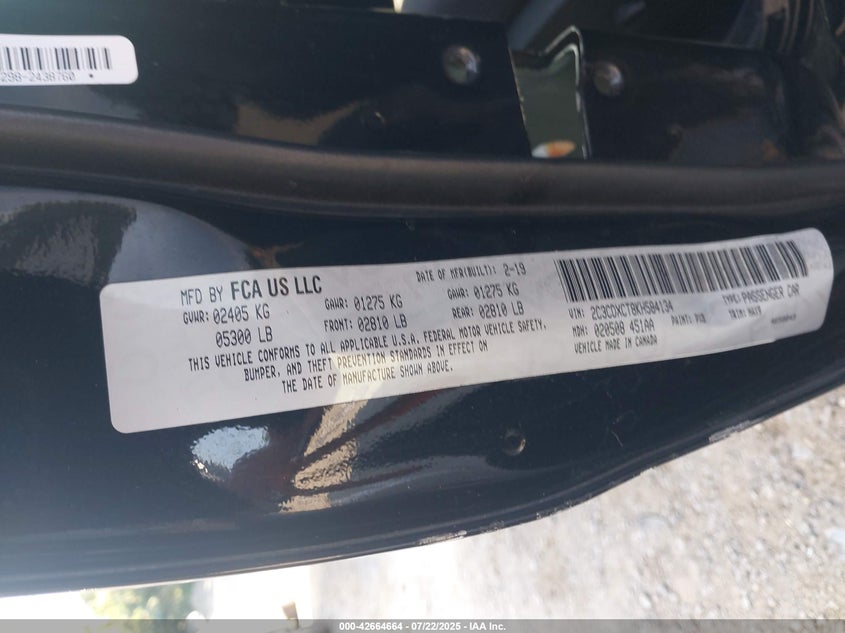 29B-2438760
MFD BY FCA US LLC
DATE OF MFR(BUILT): 2-19
GVWR: 02405 KG GAWR: 01275 KG GAWR: 01275 KG
05300 LB FRONT: 02810 LB REAR: 02810 LB
THIS VEHICLE CONFORMS TO ALL APPLICABLE U.S.A. FEDERAL MOTOR VEHICLE SAFETY,
BUMPER, AND THEFT PREVENTION STANDARDS IN EFFECT ON
THE DATE OF MANUFACTURE SHOWN ABOVE.
VIN: 2C3CDXCT8KH584134 TYPE: PASSENGER CAR
MDH: 020508 451AA PAINT: TRIM:
VEHICLE MADE IN CANADA
000-42664664 | 07/22/2025 - IAA Inc.